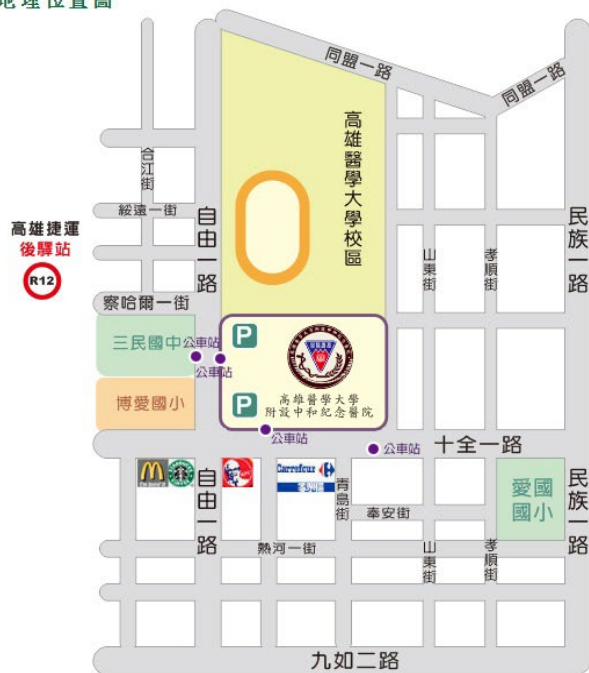 地理位置圖
同盟一路
同盟一路
合江街
高雄醫學大學校區
綏遠一街
自由一路
民族一路
高雄捷運
後驛站
R12
山東街
孝順街
察哈爾一街
三民國中
公車站
公車站
P
博愛國小
P
高雄醫學大學
附設中和紀念醫院
公車站
公車站
十全一路
M
自由一路
KFC
Carrefour
青島街
奉安街
愛國
國小
民族一路
熱河一街
山東街
孝順街
九如二路